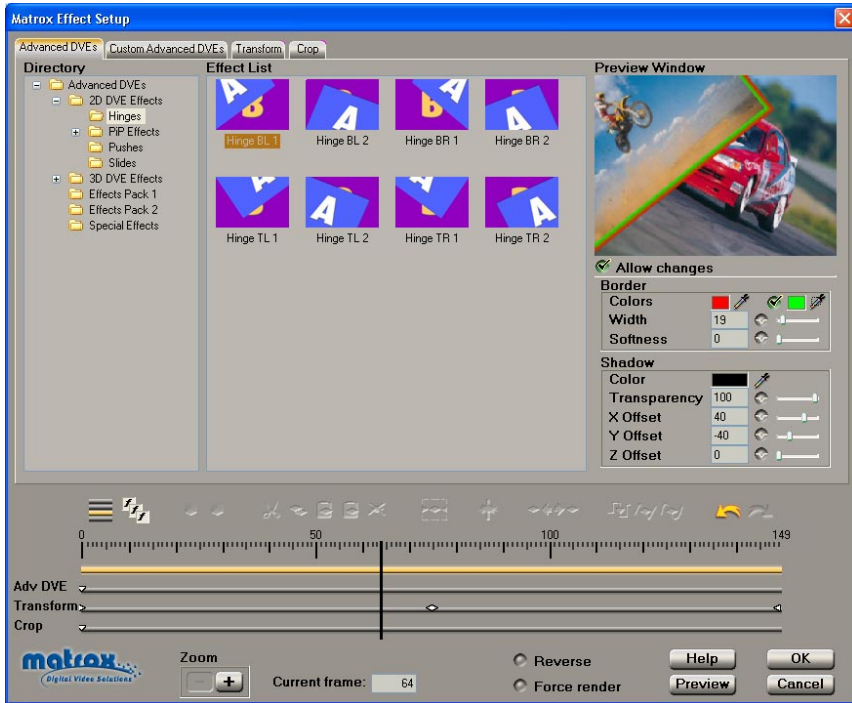 Matrox Effect Setup
Advanced DVEs Custom Advanced DVEs Transform Crop
Directory
Advanced DVEs
2D DVE Effects
Hinges
PiP Effects
Pushes
Slides
3D DVE Effects
Effects Pack 1
Effects Pack 2
Special Effects
Effect List
A B A A B A
Hinge BL 1 Hinge BL 2 Hinge BR 1 Hinge BR 2
A A A A
Hinge TL 1 Hinge TL 2 Hinge TR 1 Hinge TR 2
Preview Window
Allow changes
Border
Colors
Width 19
Softness 0
Shadow
Color
Transparency 100
X Offset 40
Y Offset -40
Z Offset 0
0 50 100 149
Adv DVE
Transform
Crop
matrox
Digital Video Solutions
Zoom
- +
Current frame: 64
Reverse
Force render
Help OK
Preview Cancel